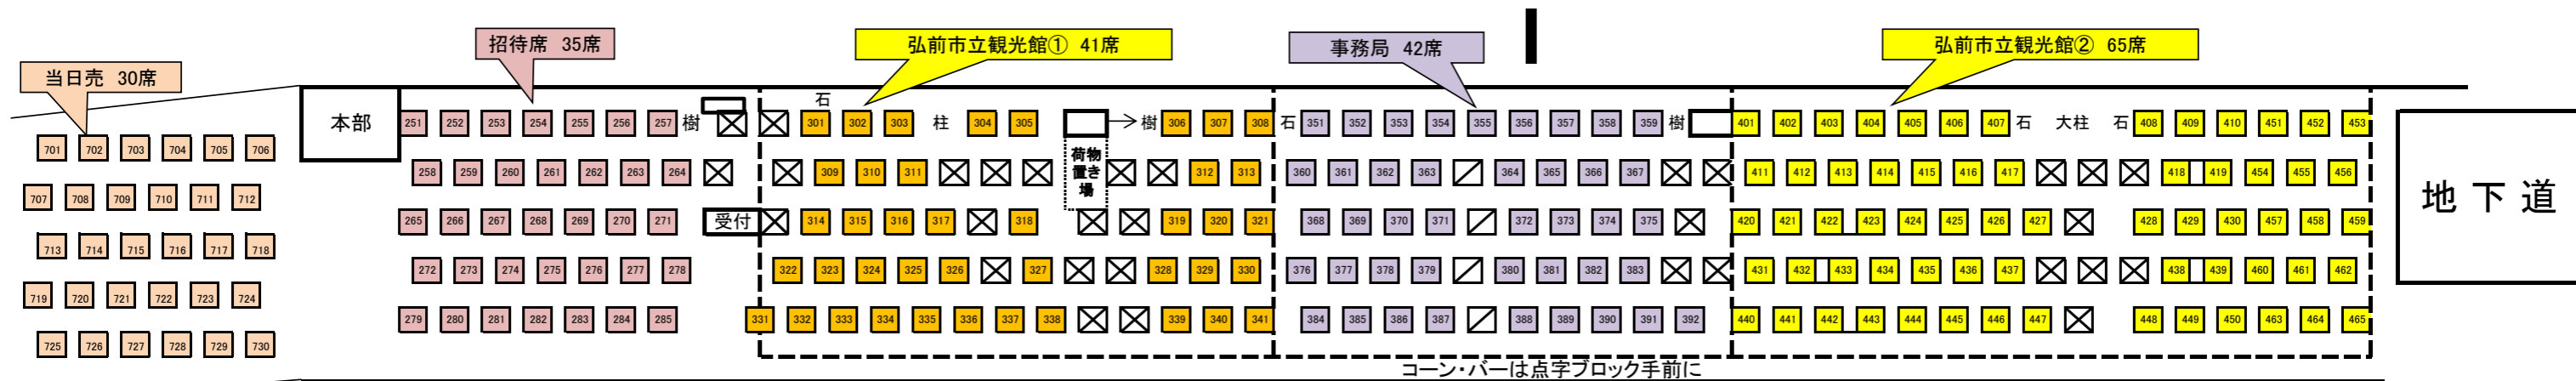 当日売 30席
招待席 35席
弘前市立観光館① 41席
事務局 42席
弘前市立観光館② 65席
本部
251 252 253 254 255 256 257 樹 石 301 302 303 柱 304 305 → 樹 306 307 308 石 351 352 353 354 355 356 357 358 359 樹 401 402 403 404 405 406 407 石 大柱 石 408 409 410 451 452 453
701 702 703 704 705 706
258 259 260 261 262 263 264 309 310 311 荷物置き場 312 313 360 361 362 363 364 365 366 367 411 412 413 414 415 416 417 418 419 454 455 456
707 708 709 710 711 712
265 266 267 268 269 270 271 受付 314 315 316 317 318 319 320 321 368 369 370 371 372 373 374 375 420 421 422 423 424 425 426 427 428 429 430 457 458 459
地下道
713 714 715 716 717 718
272 273 274 275 276 277 278 322 323 324 325 326 327 328 329 330 376 377 378 379 380 381 382 383 431 432 433 434 435 436 437 438 439 460 461 462
719 720 721 722 723 724
279 280 281 282 283 284 285 331 332 333 334 335 336 337 338 339 340 341 384 385 386 387 388 389 390 391 392 440 441 442 443 444 445 446 447 448 449 450 463 464 465
725 726 727 728 729 730
コーン・バーは点字ブロック手前に